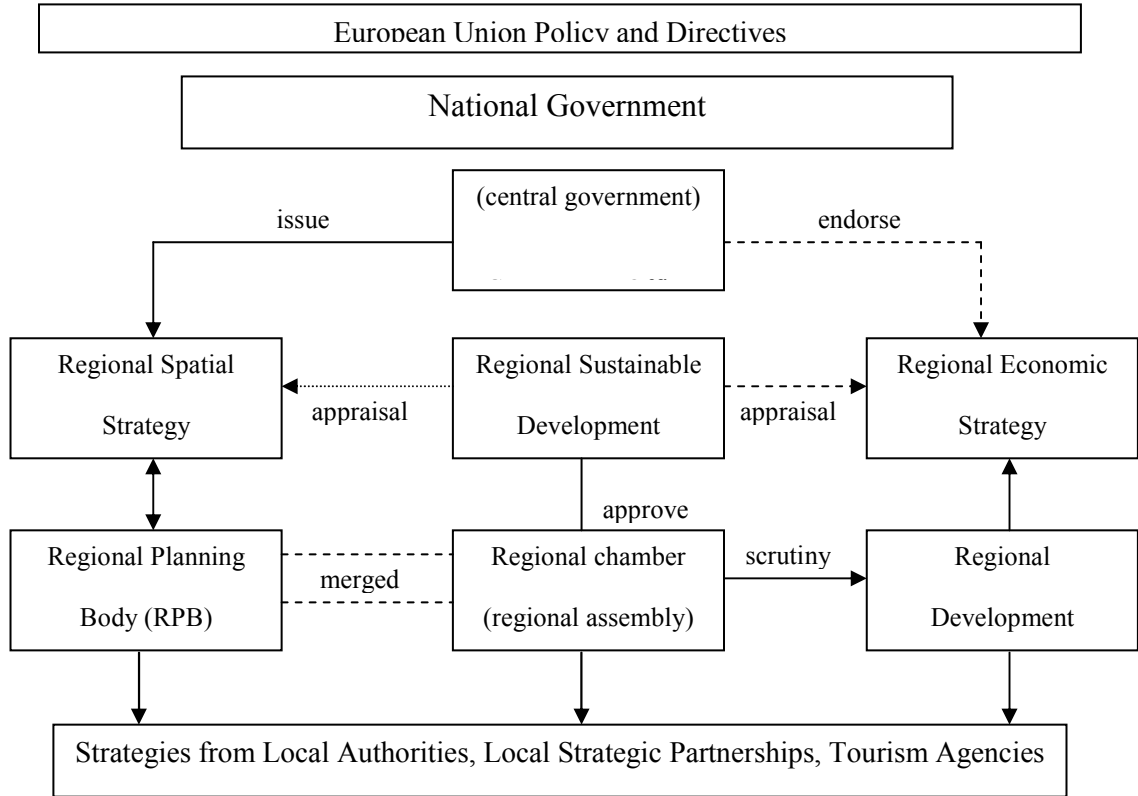 European Union Policy and Directives
National Government
(central government)
issue
endorse
Regional Spatial
Strategy
appraisal
Regional Sustainable
Development
appraisal
Regional Economic
Strategy
approve
Regional Planning
Body (RPB)
merged
Regional chamber
(regional assembly)
scrutiny
Regional
Development
Strategies from Local Authorities, Local Strategic Partnerships, Tourism Agencies